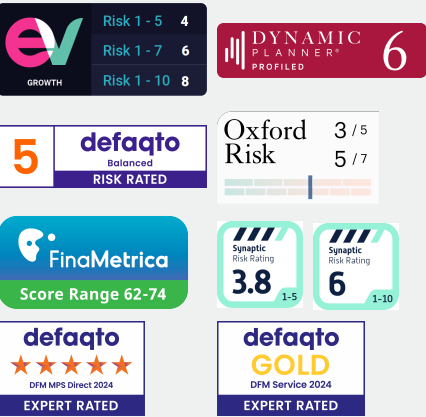 ev
GROWTH
Risk 1 - 5 4
Risk 1 - 7 6
Risk 1 - 10 8
DYNAMIC
PLANNER®
PROFILED
6
5
defaqto
Balanced
RISK RATED
Oxford
Risk
3 / 5
5 / 7
FinaMetrica
Score Range 62-74
Synaptic
Risk Rating
3.8
1-5
Synaptic
Risk Rating
6
1-10
defaqto
DFM MPS Direct 2024
EXPERT RATED
defaqto
GOLD
DFM Service 2024
EXPERT RATED